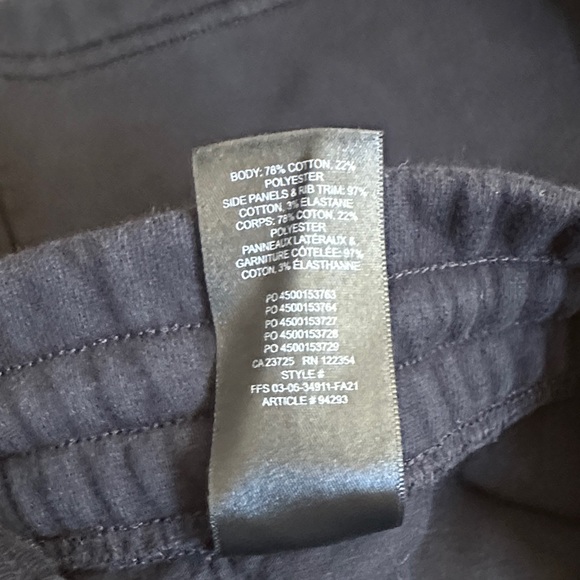 BODY: 78% COTTON, 22%
POLYESTER
SIDE PANELS & RIB TRIM: 97%
COTTON, 3% ELASTANE
CORPS: 78% COTON, 22%
POLYESTER
PANNEAUX LATÉRAUX &
GARNITURE CÔTELÉE: 97%
COTON, 3% ÉLASTHANNE
PO 4500153763
PO 4500153764
PO 4500153727
PO 4500153728
PO 4500153729
CA 23725 RN 122354
STYLE #
FFS 03-06-34911-FA21
ARTICLE # 94293